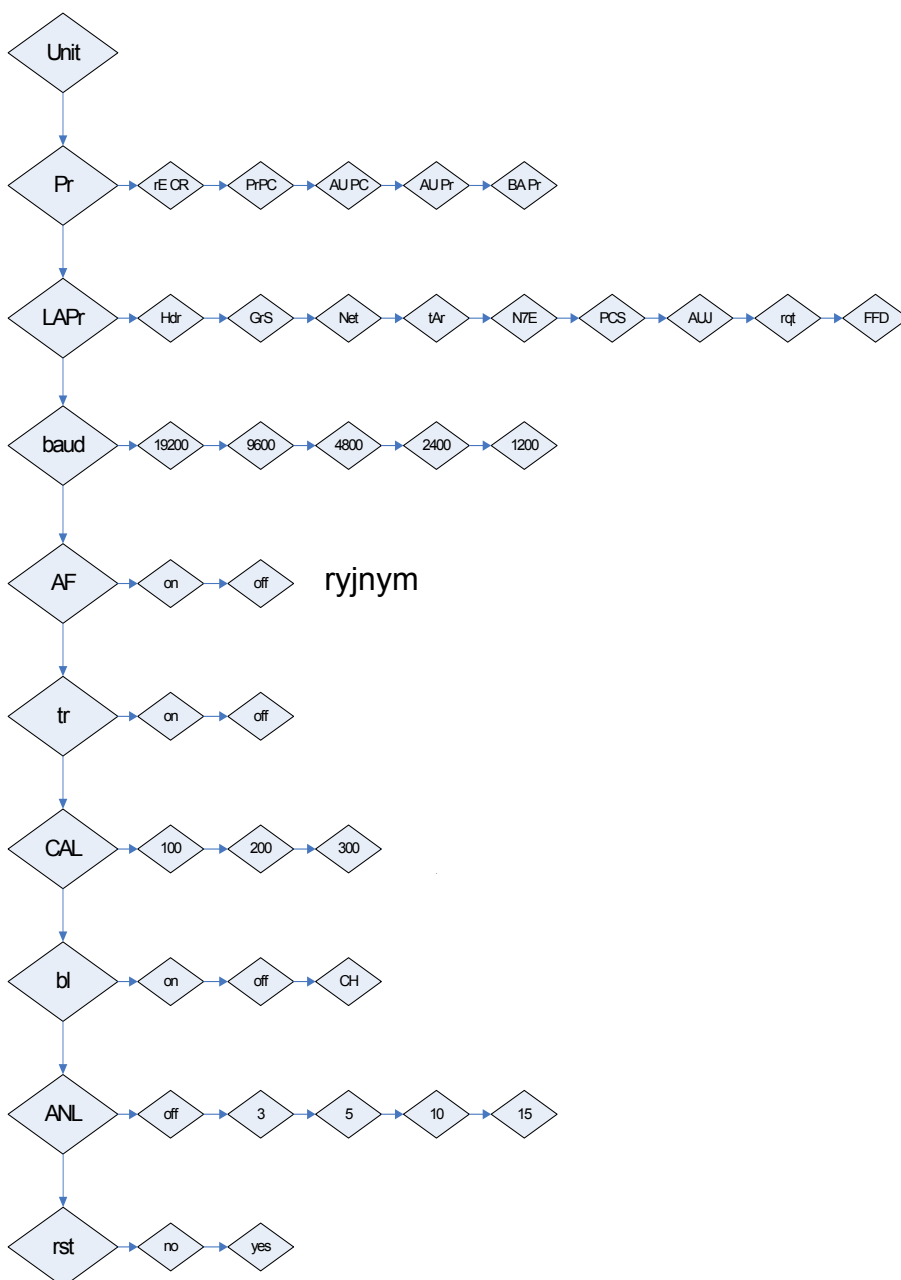 Unit
Pr rE CR PrPC AU PC AU Pr BA Pr
LAPr Hdr GrS Net tAr N7E PCS AUJ rqt FFD
baud 19200 9600 4800 2400 1200
AF on off ryjnym
tr on off
CAL 100 200 300
bl on off CH
ANL off 3 5 10 15
rst no yes